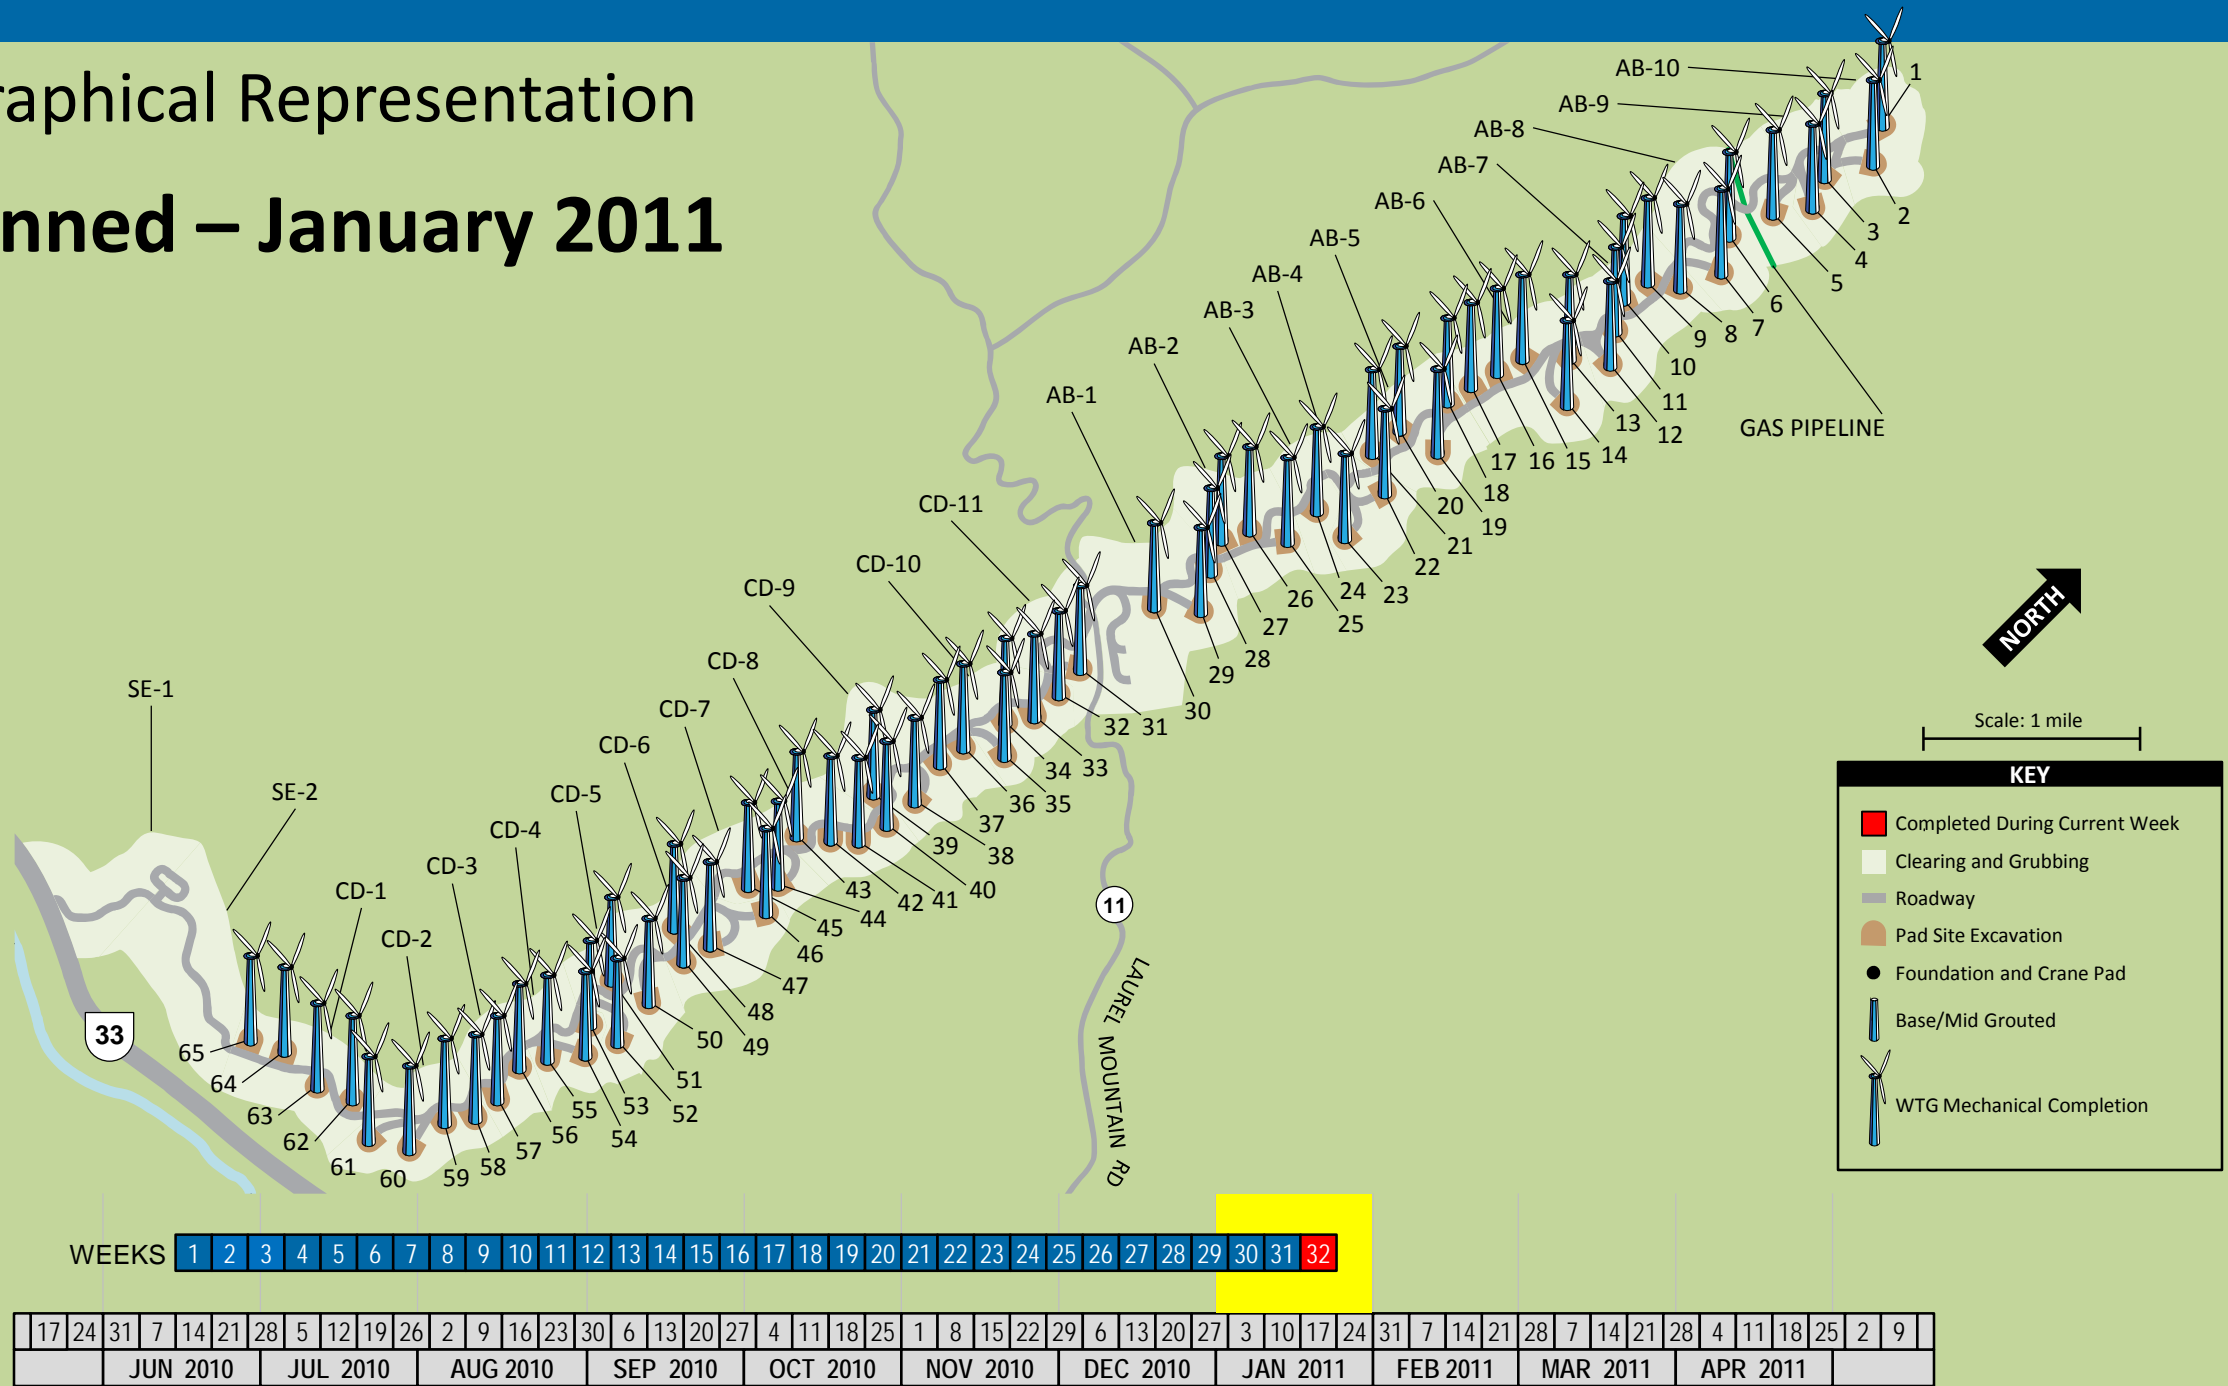 raphical Representation
nned – January 2011
AB-10
1
AB-9
AB-8
AB-7
AB-6
AB-5
AB-4
AB-3
AB-2
AB-1
2
3
4
5
6
7
8
9
10
11
12
13
14
15
16
17
18
19
20
21
22
23
24
25
26
27
28
29
30
GAS PIPELINE
CD-11
CD-10
CD-9
CD-8
CD-7
CD-6
CD-5
CD-4
CD-3
CD-2
CD-1
SE-2
SE-1
31
32
33
34
35
36
37
38
39
40
41
42
43
44
45
46
47
48
49
50
51
52
53
54
55
56
57
58
59
60
61
62
63
64
65
33
11
LAUREL MOUNTAIN RD
NORTH
Scale: 1 mile
KEY
Completed During Current Week
Clearing and Grubbing
Roadway
Pad Site Excavation
Foundation and Crane Pad
Base/Mid Grouted
WTG Mechanical Completion
WEEKS 1 2 3 4 5 6 7 8 9 10 11 12 13 14 15 16 17 18 19 20 21 22 23 24 25 26 27 28 29 30 31 32
17 24 31 7 14 21 28 5 12 19 26 2 9 16 23 30 6 13 20 27 4 11 18 25 1 8 15 22 29 6 13 20 27 3 10 17 24 31 7 14 21 28 7 14 21 28 4 11 18 25 2 9
JUN 2010 JUL 2010 AUG 2010 SEP 2010 OCT 2010 NOV 2010 DEC 2010 JAN 2011 FEB 2011 MAR 2011 APR 2011